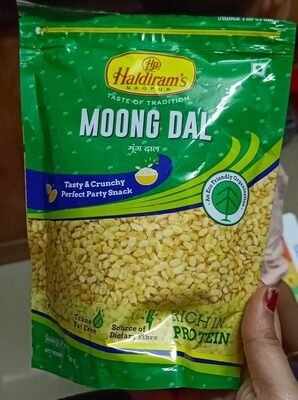 Hp
Haldiram's
NAGPUR
TASTE OF TRADITION
MOONG DAL
मूंग दाल
Tasty & Crunchy
Perfect Party Snack
An Eco Friendly Organisation
Trans
Fat Free
Source of
Dietary Fibre
RICH IN
PROTEIN